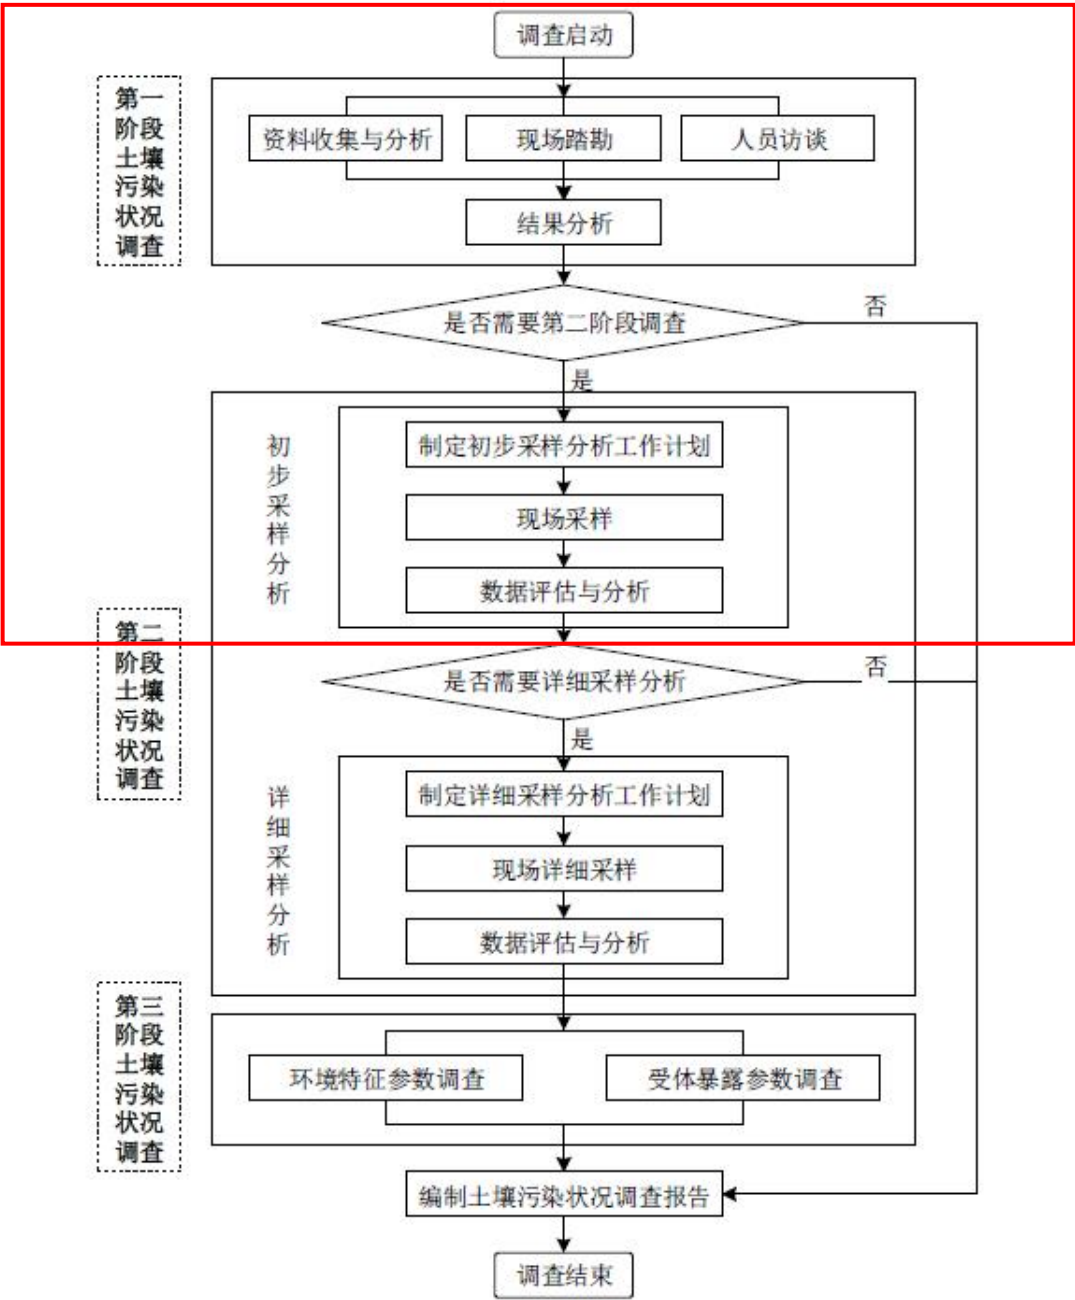 调查启动
第一
阶段
土壤
污染
状况
调查
资料收集与分析
现场踏勘
人员访谈
结果分析
是否需要第二阶段调查
否
是
初
步
采
样
分
析
制定初步采样分析工作计划
现场采样
数据评估与分析
第二
阶段
土壤
污染
状况
调查
是否需要详细采样分析
否
是
详
细
采
样
分
析
制定详细采样分析工作计划
现场详细采样
数据评估与分析
第三
阶段
土壤
污染
状况
调查
环境特征参数调查
受体暴露参数调查
编制土壤污染状况调查报告
调查结束